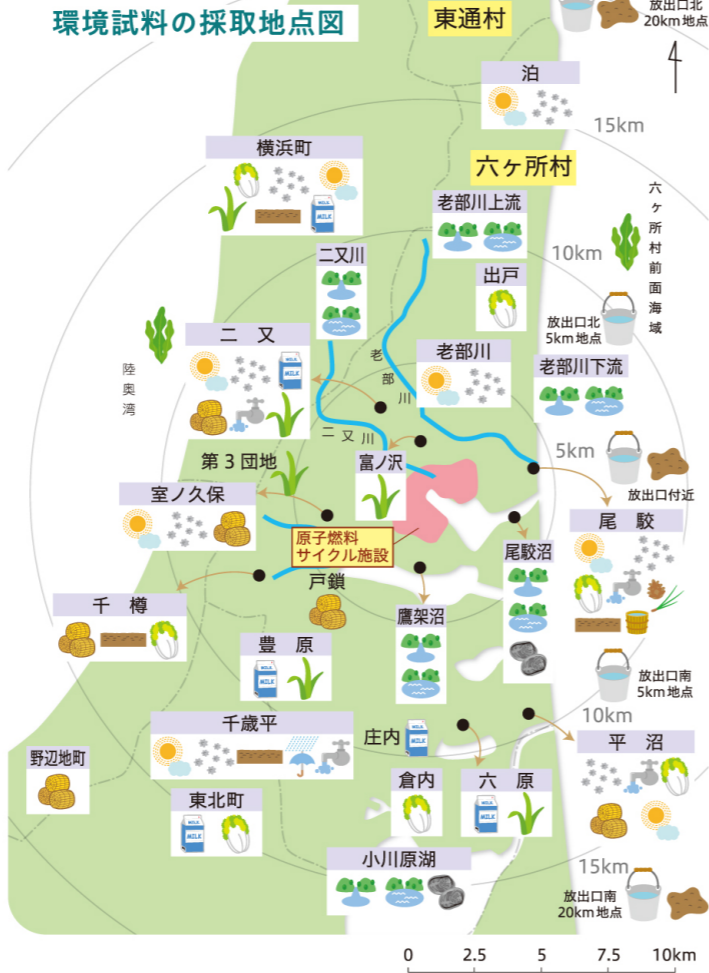 環境試料の採取地点図
東通村
放出口北
20km地点
泊
15km
横浜町
MILK
六ヶ所村
老部川上流
六ヶ所村前面海域
二又川
10km
出戸
放出口北
5km地点
二 又
MILK
陸奥湾
老部川
老部川
老部川下流
二又川
5km
第3団地
富ノ沢
放出口付近
室ノ久保
尾 駮
原子燃料
サイクル施設
尾駮沼
戸鎖
千 樽
鷹架沼
豊 原
MILK
放出口南
5km地点
10km
千歳平
庄内
MILK
平 沼
野辺地町
東北町
MILK
倉内
六 原
MILK
小川原湖
15km
放出口南
20km地点
0 2.5 5 7.5 10km